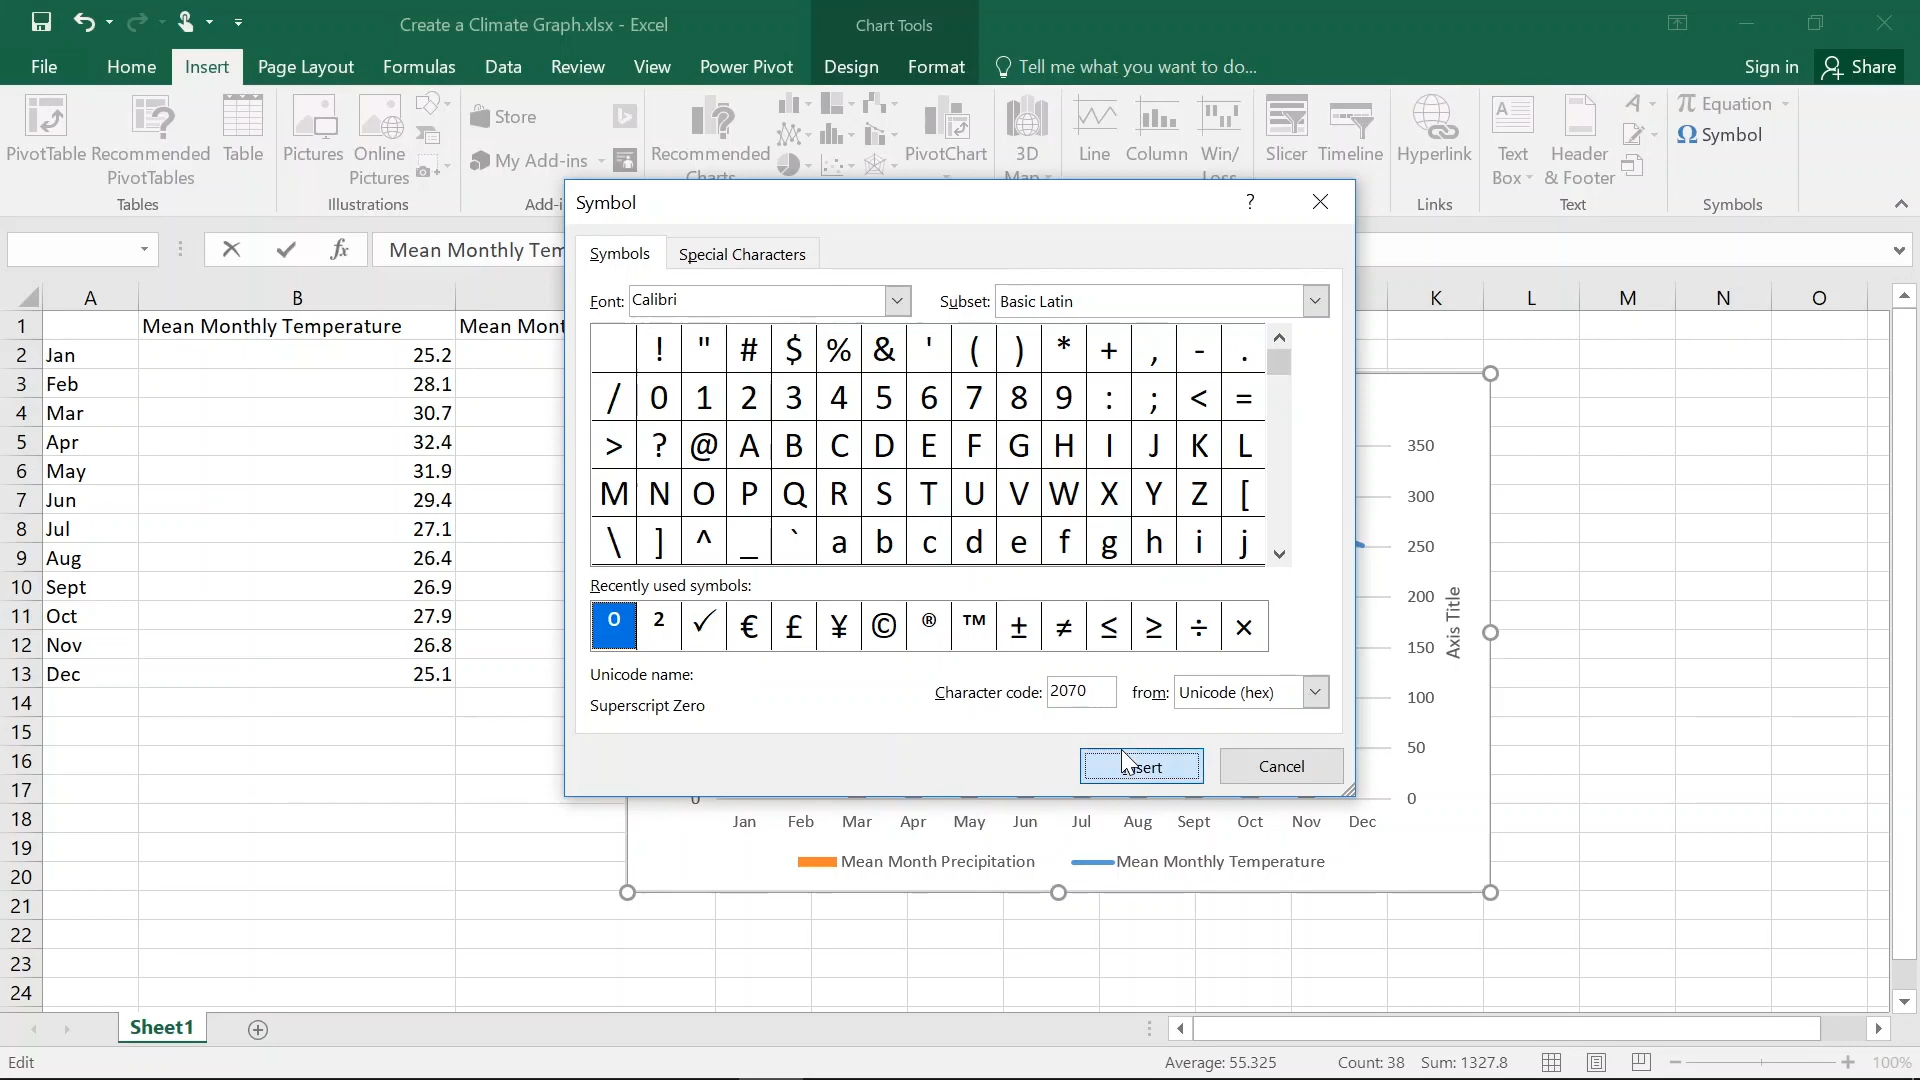 Create a Climate Graph.xlsx - Excel
Chart Tools
File Home Insert Page Layout Formulas Data Review View Power Pivot Design Format Tell me what you want to do... Sign in Share
PivotTable Recommended PivotTables Table
Tables
Pictures Online Pictures
Illustrations
Store
My Add-ins
Add-i
Recommended
Charts
PivotChart
3D
Map
Line Column Win/
Loss
Slicer Timeline
Hyperlink
Links
Text Box Header & Footer
Text
π Equation
Ω Symbol
Symbols
fx Mean Monthly Tem
A B K L M N O
1 Mean Monthly Temperature Mean Mont
2 Jan 25.2
3 Feb 28.1
4 Mar 30.7
5 Apr 32.4
6 May 31.9
7 Jun 29.4
8 Jul 27.1
9 Aug 26.4
10 Sept 26.9
11 Oct 27.9
12 Nov 26.8
13 Dec 25.1
14
15
16
17
18
19
20
21
22
23
24
Symbol ?
Symbols Special Characters
Font: Calibri Subset: Basic Latin
! " # $ % & ' ( ) * + , - .
/ 0 1 2 3 4 5 6 7 8 9 : ; < =
> ? @ A B C D E F G H I J K L
M N O P Q R S T U V W X Y Z [
\ ] ^ _ ` a b c d e f g h i j
Recently used symbols:
⁰ ² ✓ € £ ¥ © ® ™ ± ≠ ≤ ≥ ÷ ×
Unicode name:
Superscript Zero
Character code: 2070 from: Unicode (hex)
Insert Cancel
350
300
250
200
150
100
50
0
Axis Title
0
Jan Feb Mar Apr May Jun Jul Aug Sept Oct Nov Dec
Mean Month Precipitation Mean Monthly Temperature
Sheet1
Edit Average: 55.325 Count: 38 Sum: 1327.8 100%